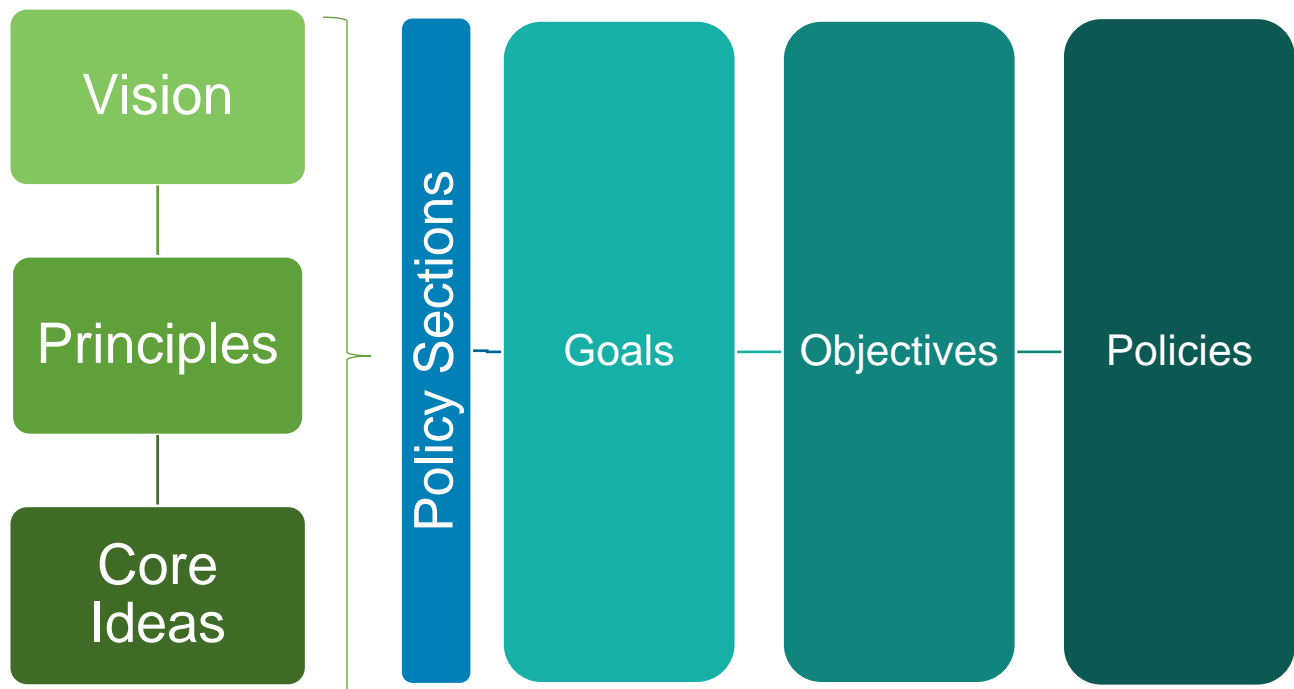 Vision
Principles
Core
Ideas
Policy Sections
Goals
Objectives
Policies